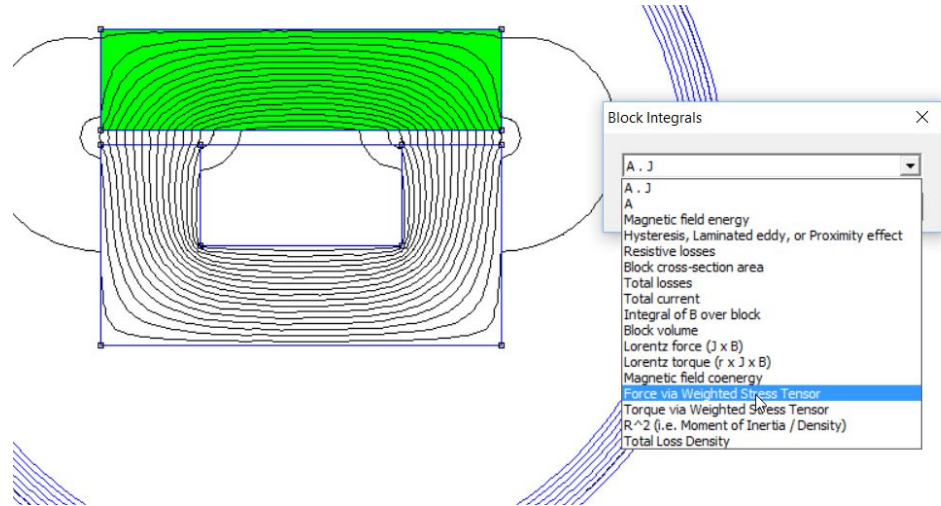 Block Integrals
A . J
A . J
A
Magnetic field energy
Hysteresis, Laminated eddy, or Proximity effect
Resistive losses
Block cross-section area
Total losses
Total current
Integral of B over block
Block volume
Lorentz force (J x B)
Lorentz torque (r x J x B)
Magnetic field coenergy
Force via Weighted Stress Tensor
Torque via Weighted Stress Tensor
R^2 (i.e. Moment of Inertia / Density)
Total Loss Density